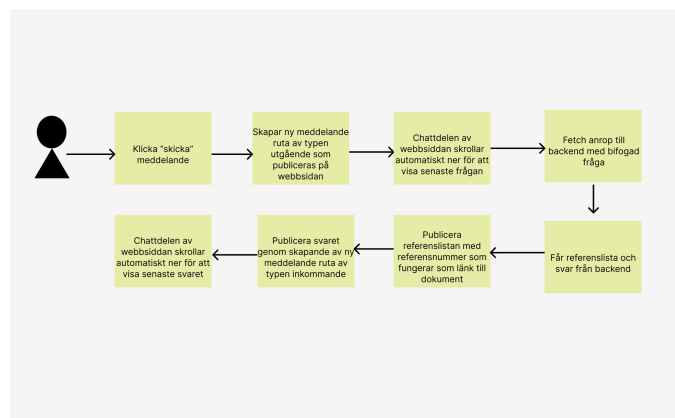 Klicka "skicka"
meddelande
Skapar ny meddelande
ruta av typen
utgående som
publiceras på
webbsidan
Chattdelen av
webbsiddan skrollar
automatiskt ner för att
visa senaste frågan
Fetch anrop till
backend med bifogad
fråga
Får referenslista och
svar från backend
Publicera
referenslistan med
referensnummer som
fungerar som länk till
dokument
Publicera svaret
genom skapande av ny
meddelande ruta av
typen inkommande
Chattdelen av
webbsiddan skrollar
automatiskt ner för att
visa senaste svaret